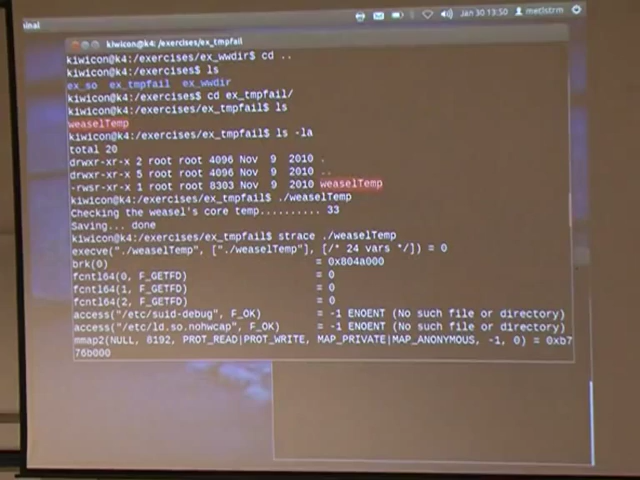 inal
Jan 30 13:50 metlstrm
kiwicon@k4: /exercises/ex_tmpfail
kiwicon@k4:/exercises/ex_wwdir$ cd ..
kiwicon@k4:/exercises$ ls
ex_so ex_tmpfail ex_wwdir
kiwicon@k4:/exercises$ cd ex_tmpfail/
kiwicon@k4:/exercises/ex_tmpfail$ ls
weaselTemp
kiwicon@k4:/exercises/ex_tmpfail$ ls -la
total 20
drwxr-xr-x 2 root root 4096 Nov 9 2010 .
drwxr-xr-x 5 root root 4096 Nov 9 2010 ..
-rwsr-xr-x 1 root root 8303 Nov 9 2010 weaselTemp
kiwicon@k4:/exercises/ex_tmpfail$ ./weaselTemp
Checking the weasel's core temp.......... 33
Saving... done
kiwicon@k4:/exercises/ex_tmpfail$ strace ./weaselTemp
execve("./weaselTemp", ["./weaselTemp"], [/* 24 vars */]) = 0
brk(0) = 0x804a000
fcntl64(0, F_GETFD) = 0
fcntl64(1, F_GETFD) = 0
fcntl64(2, F_GETFD) = 0
access("/etc/suid-debug", F_OK) = -1 ENOENT (No such file or directory)
access("/etc/ld.so.nohwcap", F_OK) = -1 ENOENT (No such file or directory)
mmap2(NULL, 8192, PROT_READ|PROT_WRITE, MAP_PRIVATE|MAP_ANONYMOUS, -1, 0) = 0xb7
76b000